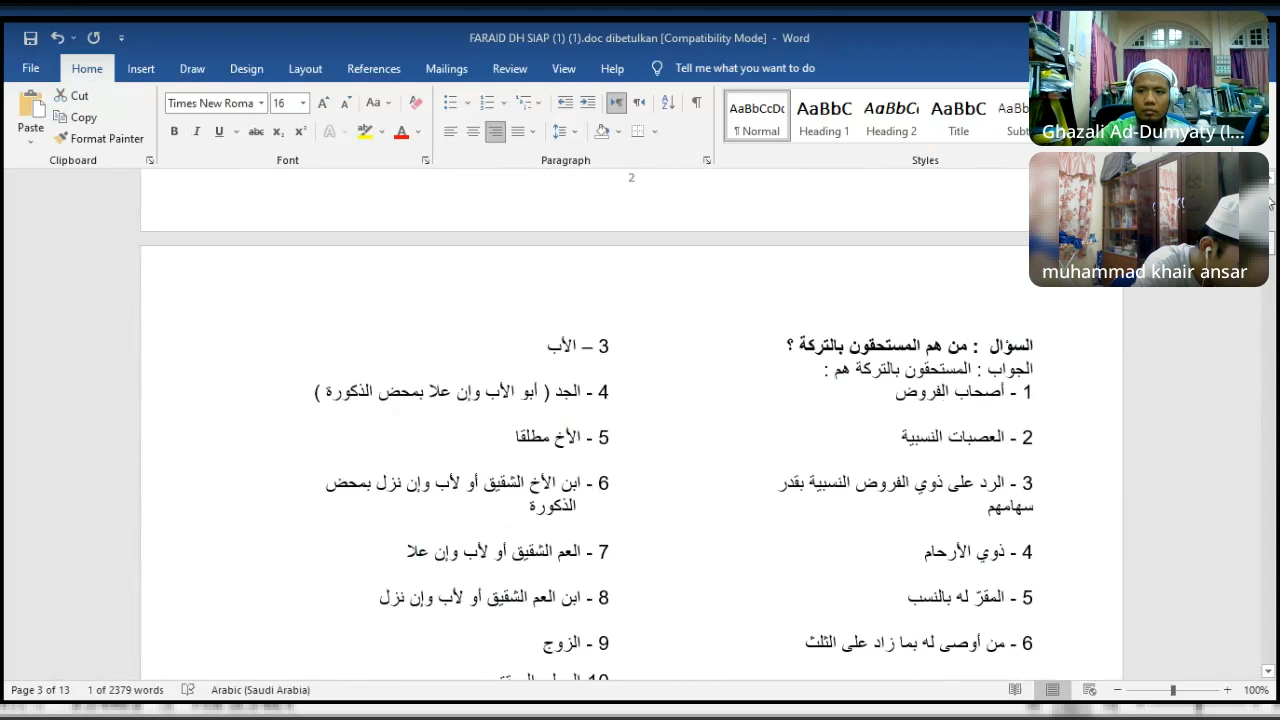 FARAID DH SIAP (1) (1).doc dibetulkan [Compatibility Mode] - Word
File Home Insert Draw Design Layout References Mailings Review View Help Tell me what you want to do
Paste
Cut
Copy
Format Painter
Clipboard
Times New Roma 16
Font
Paragraph
AaBbCcDc AaBbC AaBbCc AaBbC
¶ Normal Heading 1 Heading 2 Title
Styles
Ghazali Ad-Dumyaty (I...
muhammad khair ansar
2
السؤال : من هم المستحقون بالتركة ؟
الجواب : المستحقون بالتركة هم :
1 - أصحاب الفروض
2 - العصبات النسبية
3 - الرد على ذوي الفروض النسبية بقدر
سهامهم
4 - ذوي الأرحام
5 - المقرّ له بالنسب
6 - من أوصى له بما زاد على الثلث
3 – الأب
4 - الجد ( أبو الأب وإن علا بمحض الذكورة )
5 - الأخ مطلقا
6 - ابن الأخ الشقيق أو لأب وإن نزل بمحض
الذكورة
7 - العم الشقيق أو لأب وإن علا
8 - ابن العم الشقيق أو لأب وإن نزل
9 - الزوج
Page 3 of 13 1 of 2379 words Arabic (Saudi Arabia) 100%